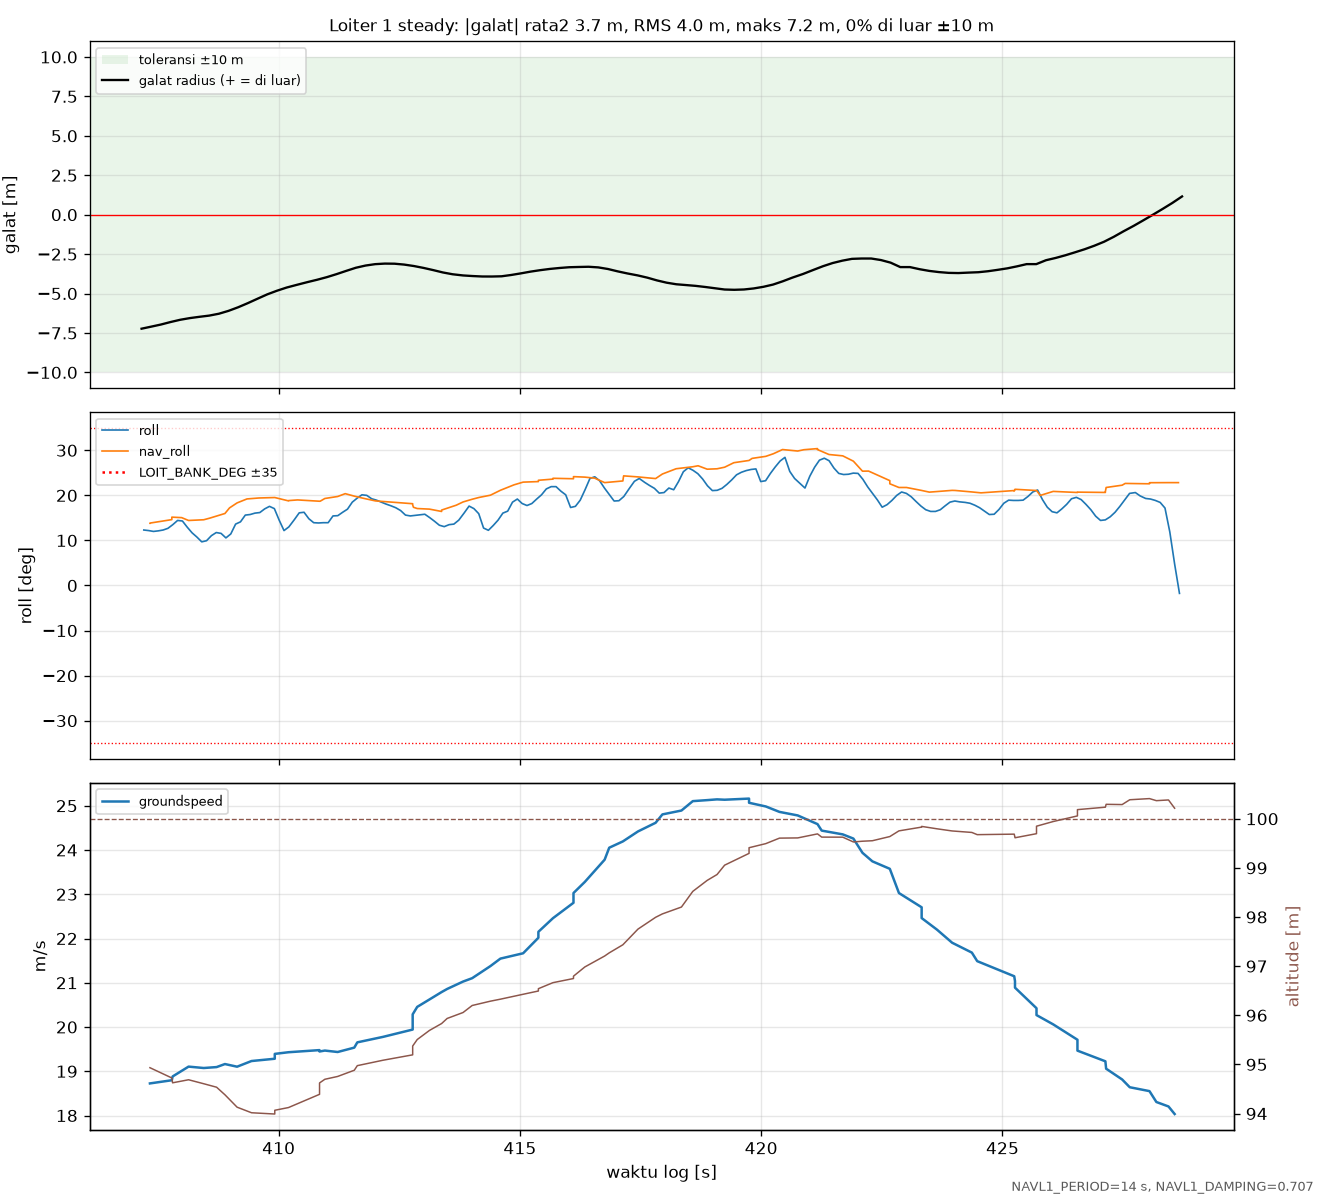 Loiter 1 steady: |galat| rata2 3.7 m, RMS 4.0 m, maks 7.2 m, 0% di luar ±10 m
toleransi ±10 m
galat radius (+ = di luar)
10.0
7.5
5.0
2.5
0.0
−2.5
−5.0
−7.5
−10.0
galat [m]
roll
nav_roll
LOIT_BANK_DEG ±35
30
20
10
0
−10
−20
−30
roll [deg]
groundspeed
25
24
23
22
21
20
19
18
m/s
100
99
98
97
96
95
94
altitude [m]
410
415
420
425
waktu log [s]
NAVL1_PERIOD=14 s, NAVL1_DAMPING=0.707